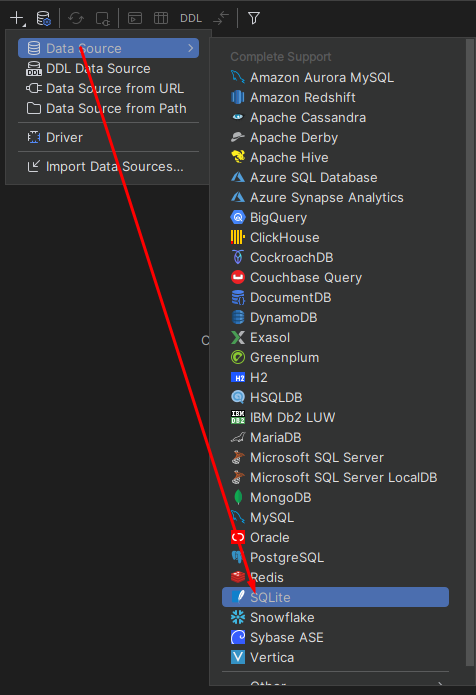 DDL
Data Source
DDL Data Source
Data Source from URL
Data Source from Path
Driver
Import Data Sources...
Complete Support
Amazon Aurora MySQL
Amazon Redshift
Apache Cassandra
Apache Derby
Apache Hive
Azure SQL Database
Azure Synapse Analytics
BigQuery
ClickHouse
CockroachDB
Couchbase Query
DocumentDB
DynamoDB
Exasol
Greenplum
H2
HSQLDB
IBM Db2 LUW
MariaDB
Microsoft SQL Server
Microsoft SQL Server LocalDB
MongoDB
MySQL
Oracle
PostgreSQL
Redis
SQLite
Snowflake
Sybase ASE
Vertica
Other